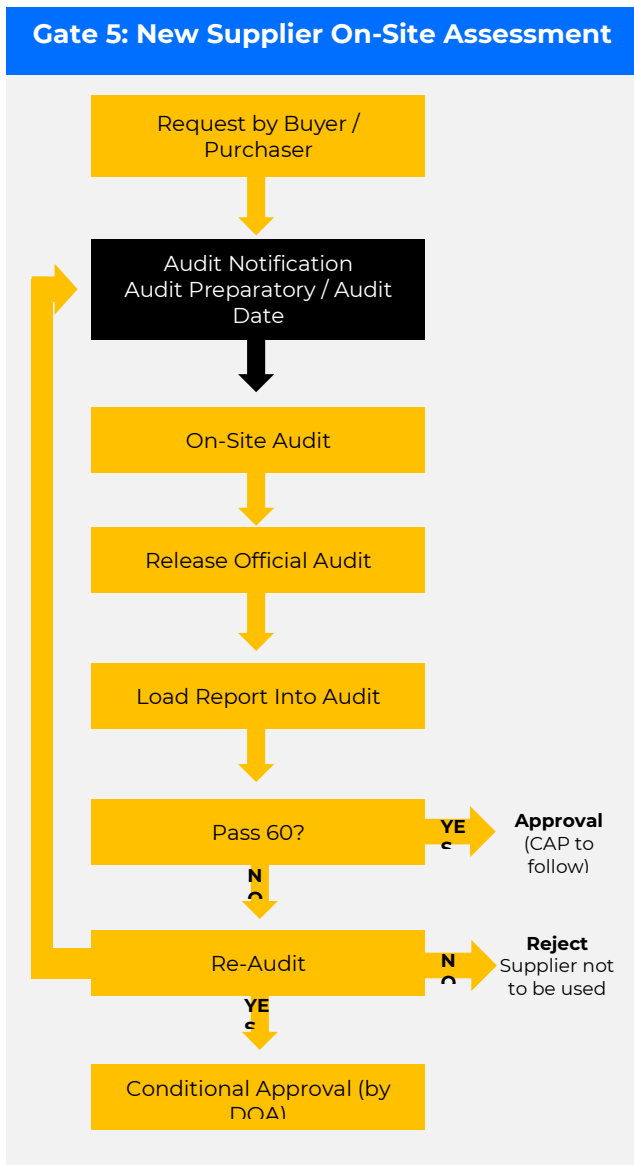 Gate 5: New Supplier On-Site Assessment
Request by Buyer /
Purchaser
Audit Notification
Audit Preparatory / Audit
Date
On-Site Audit
Release Official Audit
Load Report Into Audit
Pass 60?
YE
S
Approval
(CAP to
follow)
N
O
Re-Audit
N
O
Reject
Supplier not
to be used
YE
S
Conditional Approval (by
DOA)